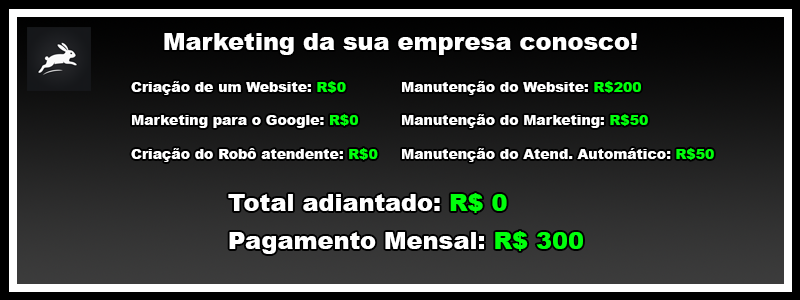 Marketing da sua empresa conosco!
Criação de um Website: R$0
Manutenção do Website: R$200
Marketing para o Google: R$0
Manutenção do Marketing: R$50
Criação do Robô atendente: R$0
Manutenção do Atend. Automático: R$50
Total adiantado: R$ 0
Pagamento Mensal: R$ 300